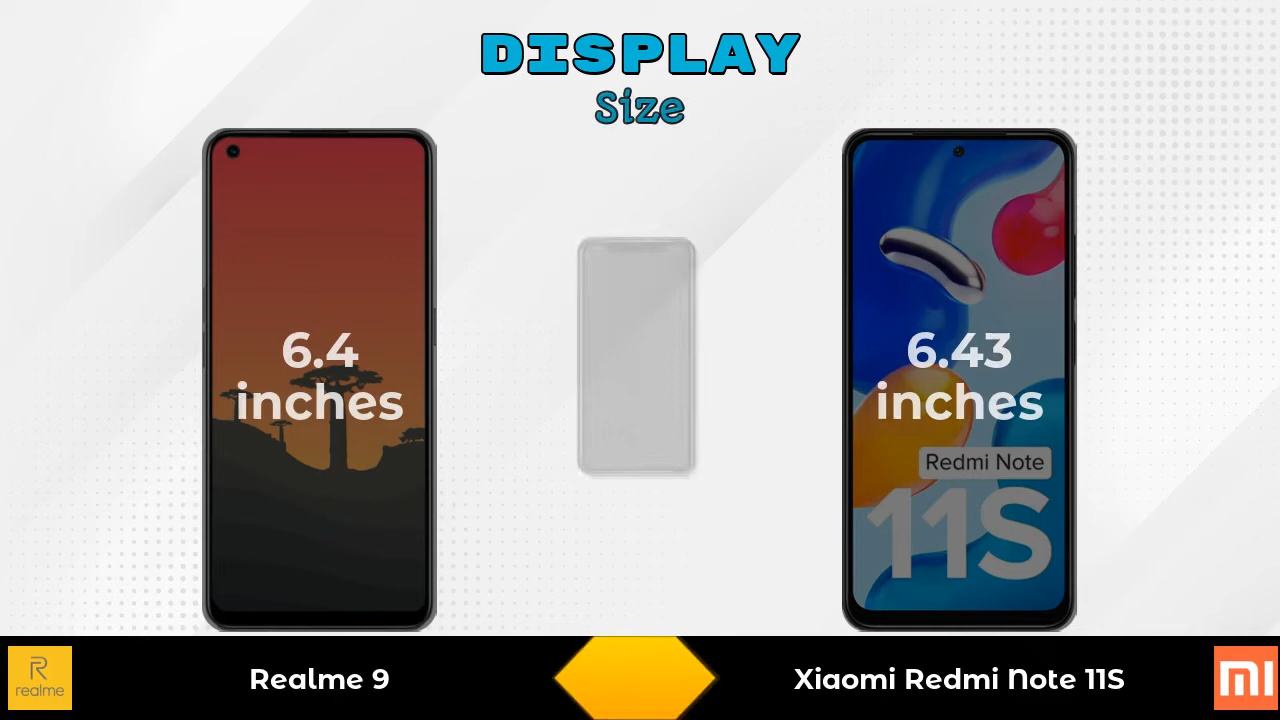 DISPLAY
Size
6.4
inches
6.43
inches
Redmi Note
11S
realme
Realme 9
Xiaomi Redmi Note 11S
mi